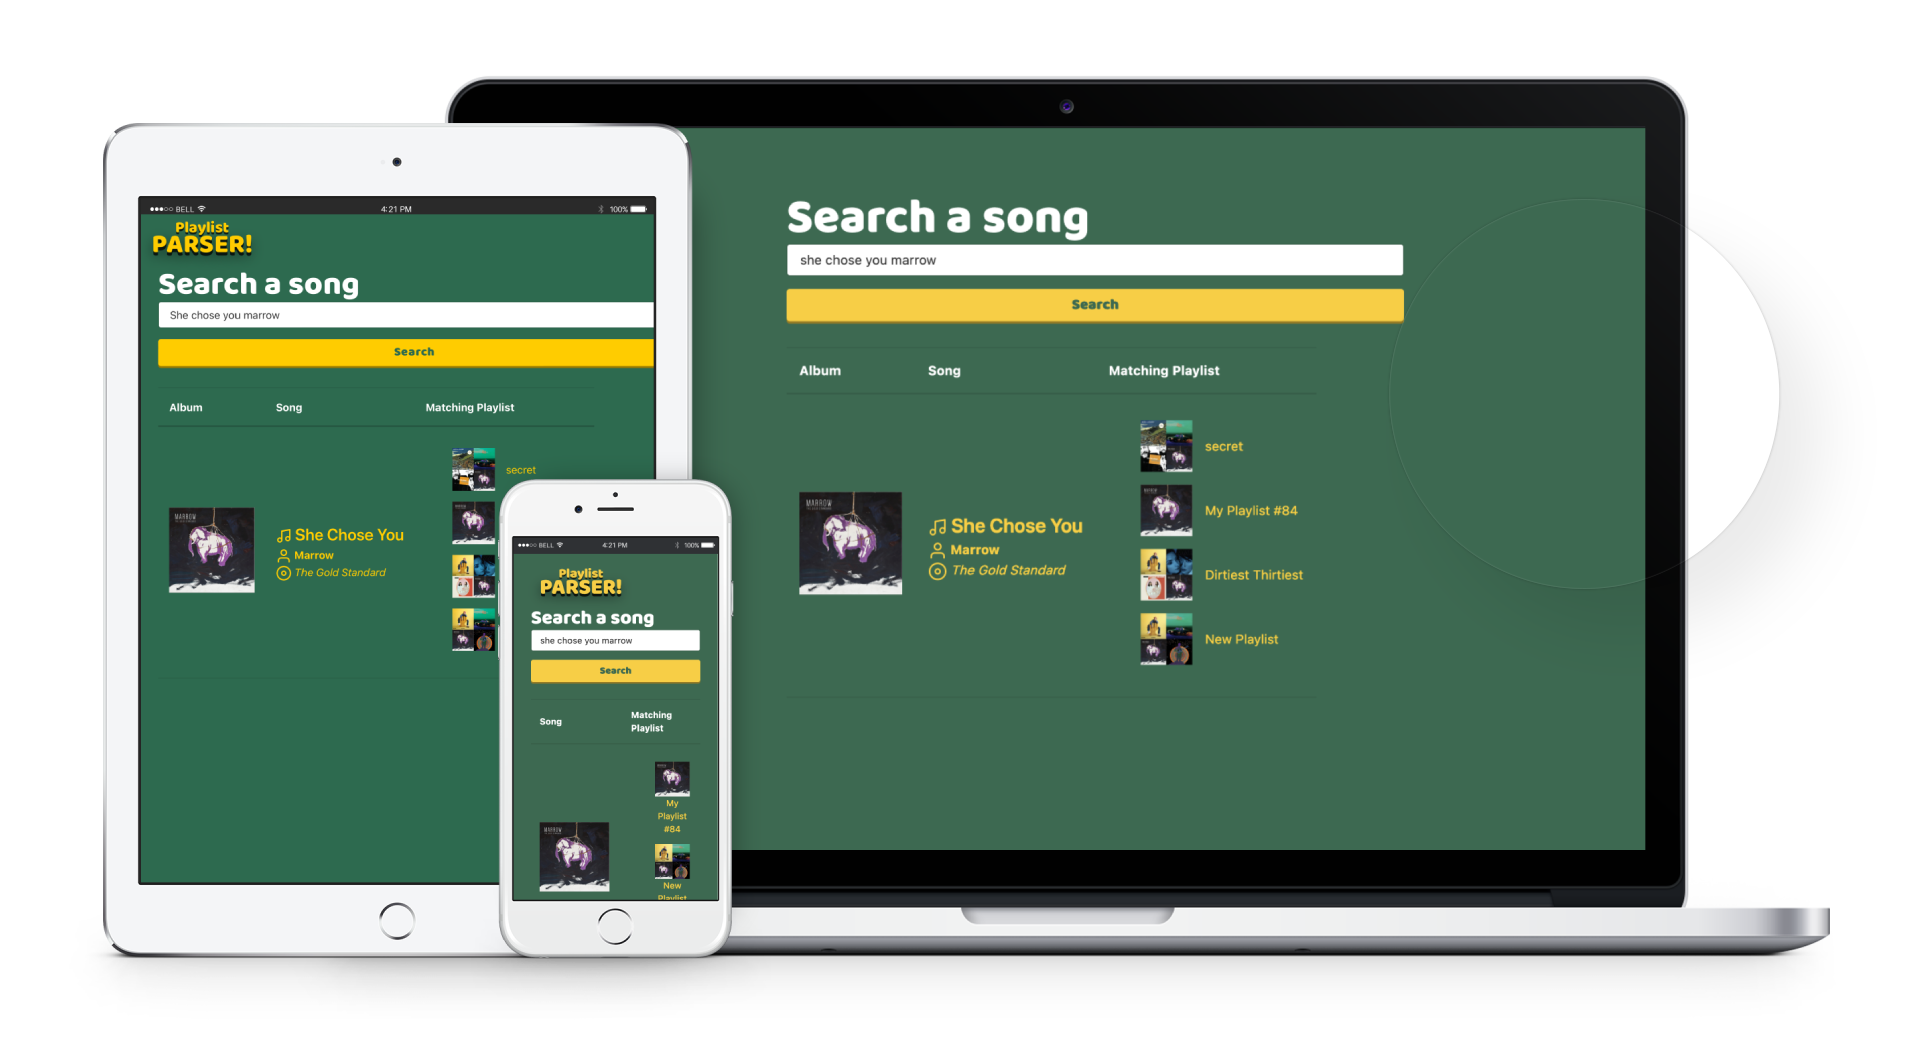 ●●●○○ BELL
4:21 PM
100%
Playlist
PARSER!
Search a song
She chose you marrow
Search
Album Song Matching Playlist
secret
MARROW
She Chose You
Marrow
The Gold Standard
●●●○○ BELL
4:21 PM
100%
Playlist
PARSER!
Search a song
she chose you marrow
Search
Song
Matching
Playlist
My
Playlist
#84
MARROW
New
Playlist
Search a song
she chose you marrow
Search
Album Song Matching Playlist
secret
My Playlist #84
Dirtiest Thirtiest
New Playlist
MARROW
She Chose You
Marrow
The Gold Standard